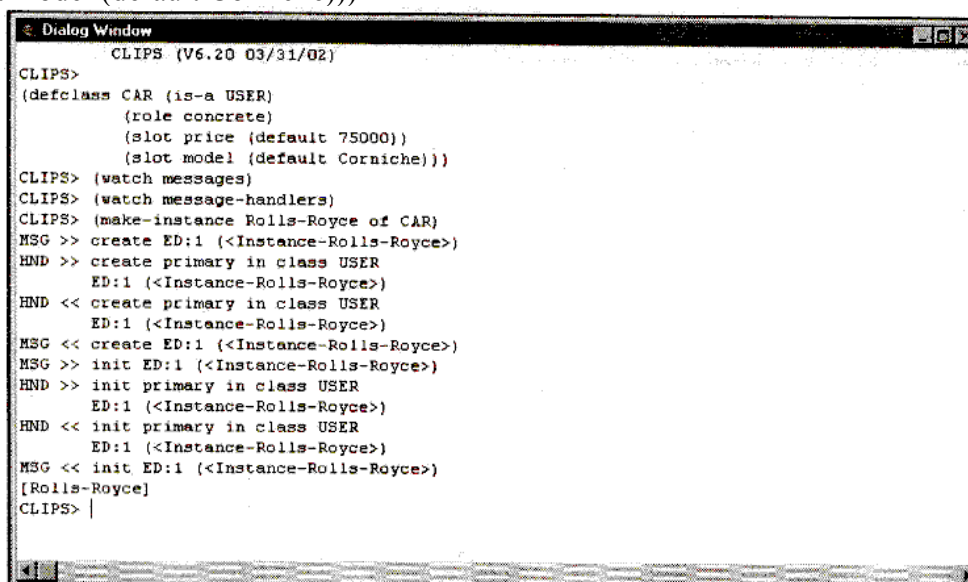 Dialog Window
CLIPS (V6.20 03/31/02)
CLIPS>
(defclass CAR (is-a USER)
(role concrete)
(slot price (default 75000))
(slot model (default Corniche)))
CLIPS> (watch messages)
CLIPS> (watch message-handlers)
CLIPS> (make-instance Rolls-Royce of CAR)
MSG >> create ED:1 (<Instance-Rolls-Royce>)
HND >> create primary in class USER
ED:1 (<Instance-Rolls-Royce>)
HND << create primary in class USER
ED:1 (<Instance-Rolls-Royce>)
MSG << create ED:1 (<Instance-Rolls-Royce>)
MSG >> init ED:1 (<Instance-Rolls-Royce>)
HND >> init primary in class USER
ED:1 (<Instance-Rolls-Royce>)
HND << init primary in class USER
ED:1 (<Instance-Rolls-Royce>)
MSG << init ED:1 (<Instance-Rolls-Royce>)
[Rolls-Royce]
CLIPS>